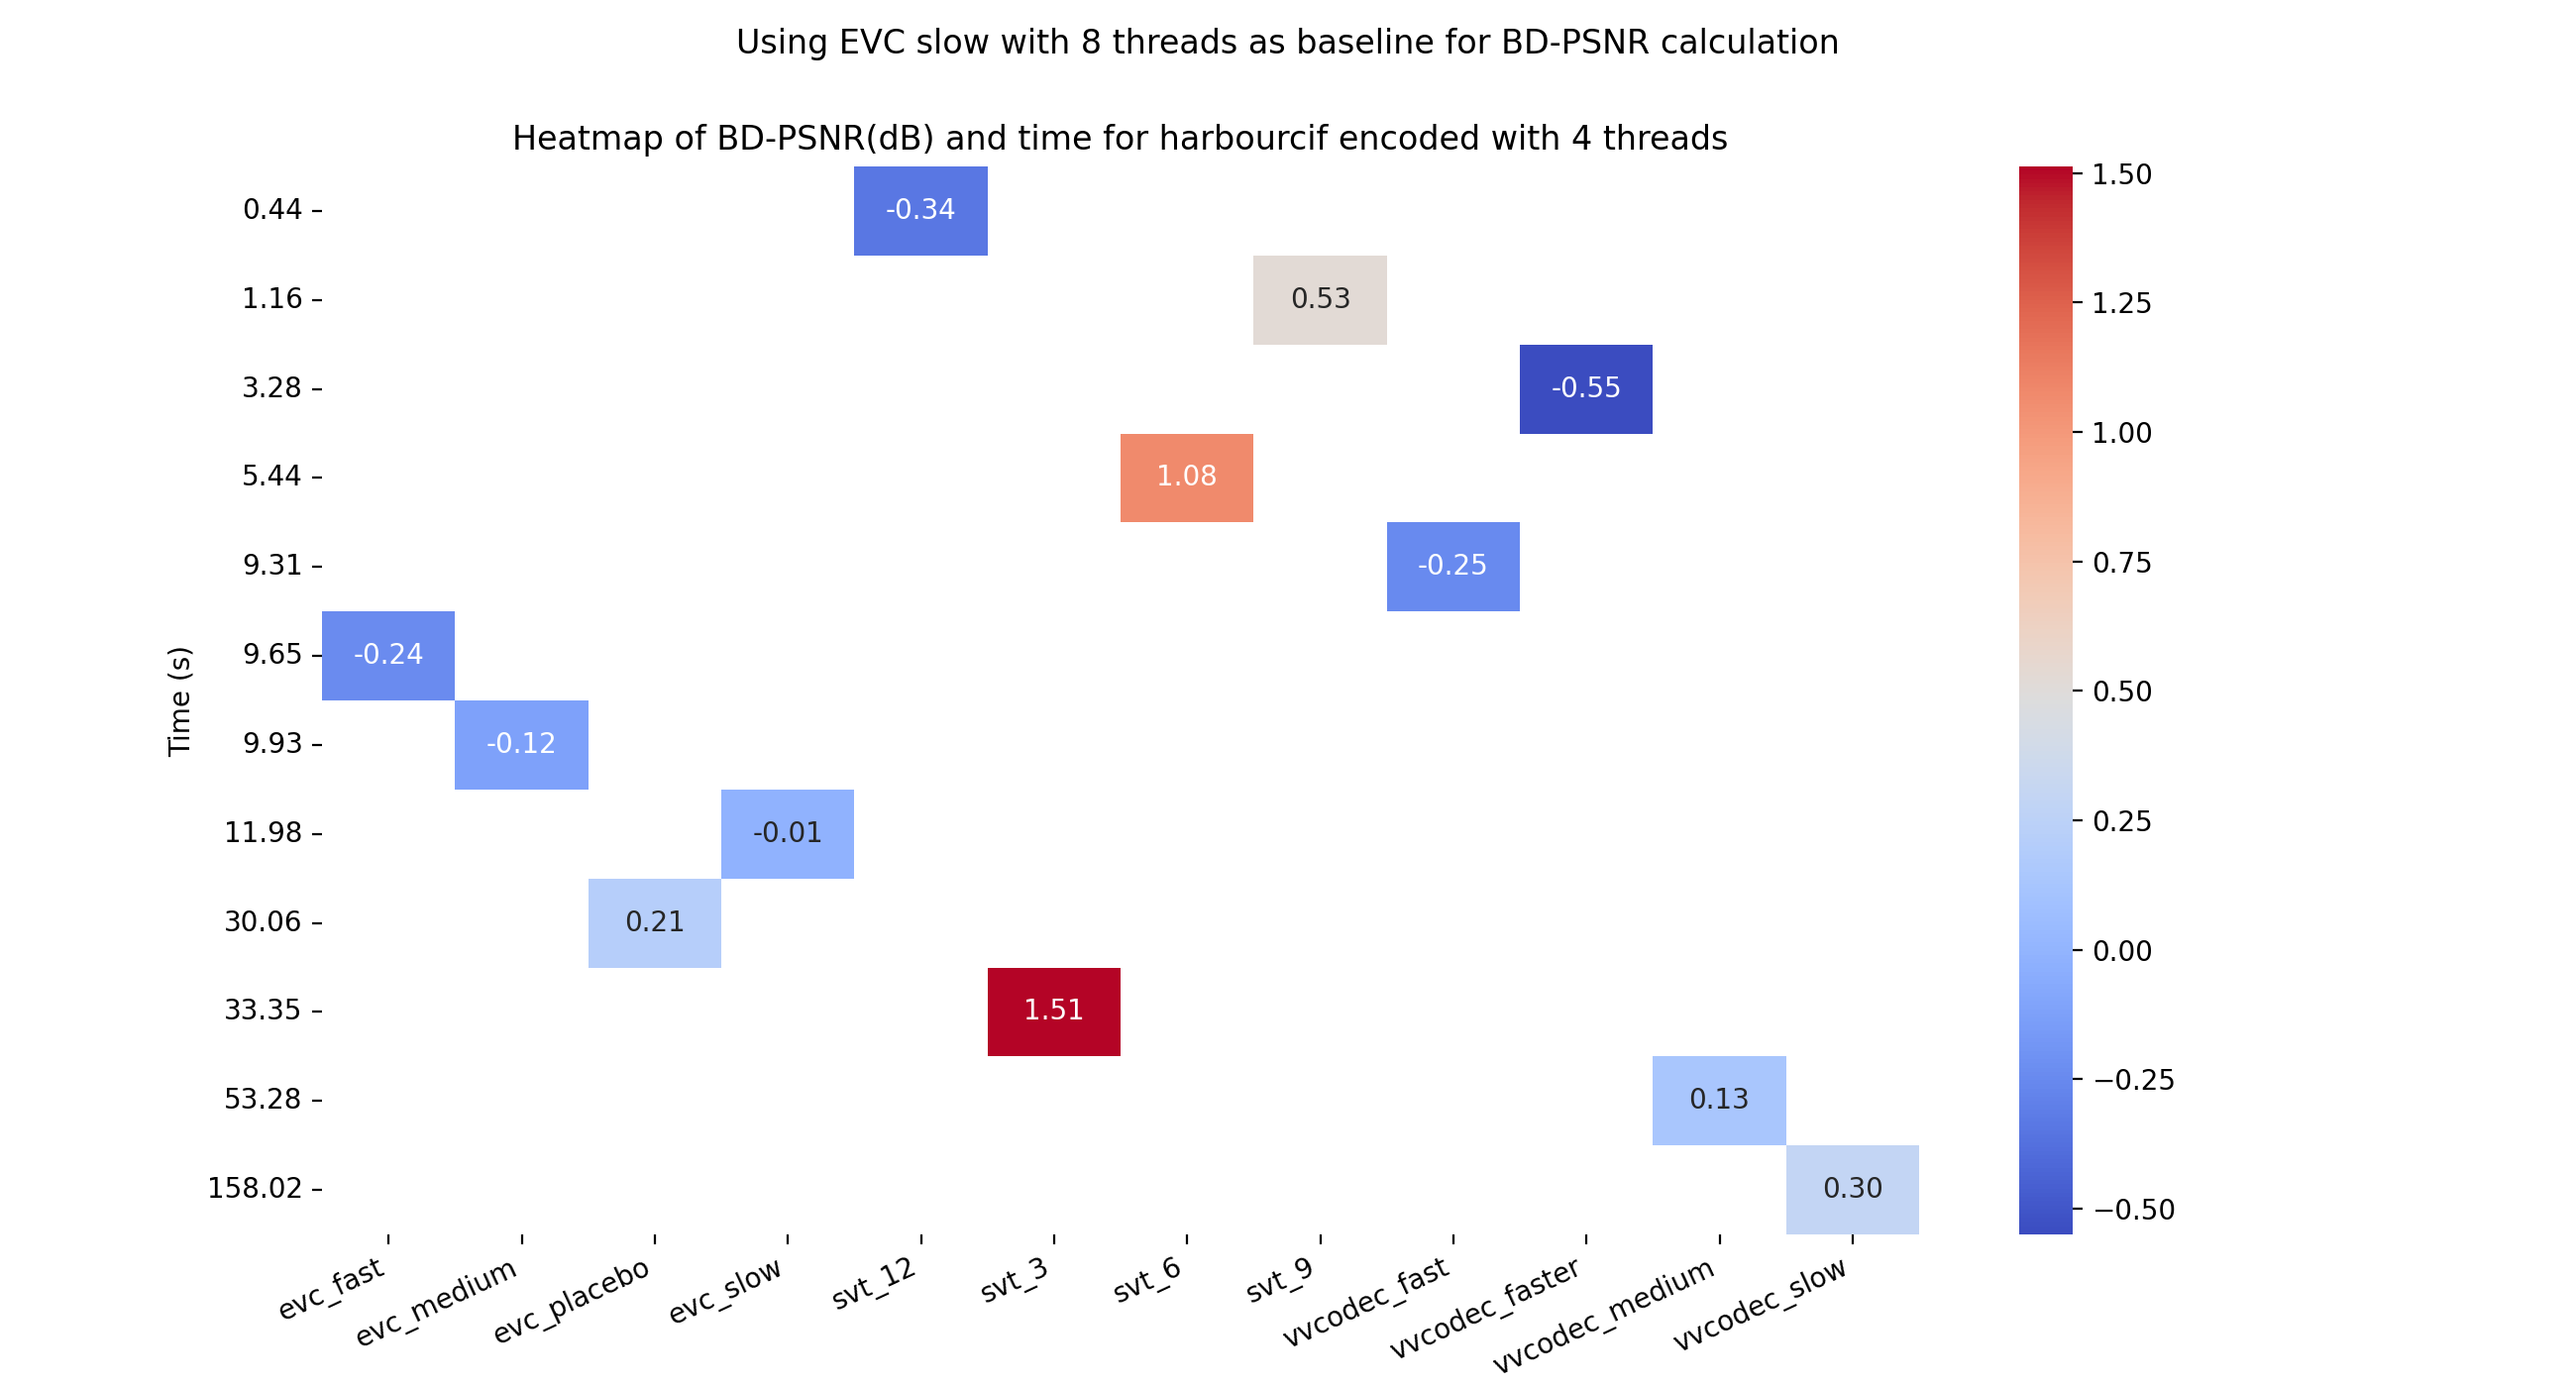 Using EVC slow with 8 threads as baseline for BD-PSNR calculation
Heatmap of BD-PSNR(dB) and time for harbourcif encoded with 4 threads
Time (s)
0.44
-0.34
1.16
0.53
3.28
-0.55
5.44
1.08
9.31
-0.25
9.65
-0.24
9.93
-0.12
11.98
-0.01
30.06
0.21
33.35
1.51
53.28
0.13
158.02
0.30
evc_fast
evc_medium
evc_placebo
evc_slow
svt_12
svt_3
svt_6
svt_9
vvcodec_fast
vvcodec_faster
vvcodec_medium
vvcodec_slow
1.50
1.25
1.00
0.75
0.50
0.25
0.00
−0.25
−0.50